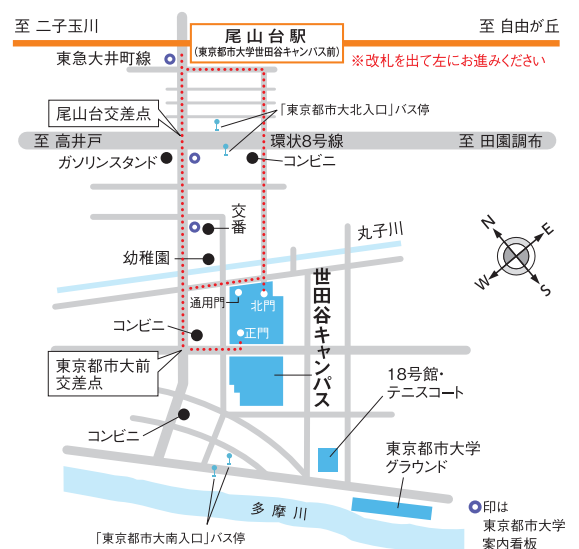 至 二子玉川
尾山台駅
(東京都市大学世田谷キャンパス前)
至 自由が丘
東急大井町線
※改札を出て左にお進みください
尾山台交差点
「東京都市大北入口」バス停
至 高井戸
環状8号線
至 田園調布
ガソリンスタンド
コンビニ
交番
丸子川
幼稚園
N
E
W
S
通用門
北門
世田谷キャンパス
コンビニ
正門
東京都市大前
交差点
18号館・
テニスコート
コンビニ
東京都市大学
グラウンド
多摩川
印は
東京都市大学
案内看板
「東京都市大南入口」バス停